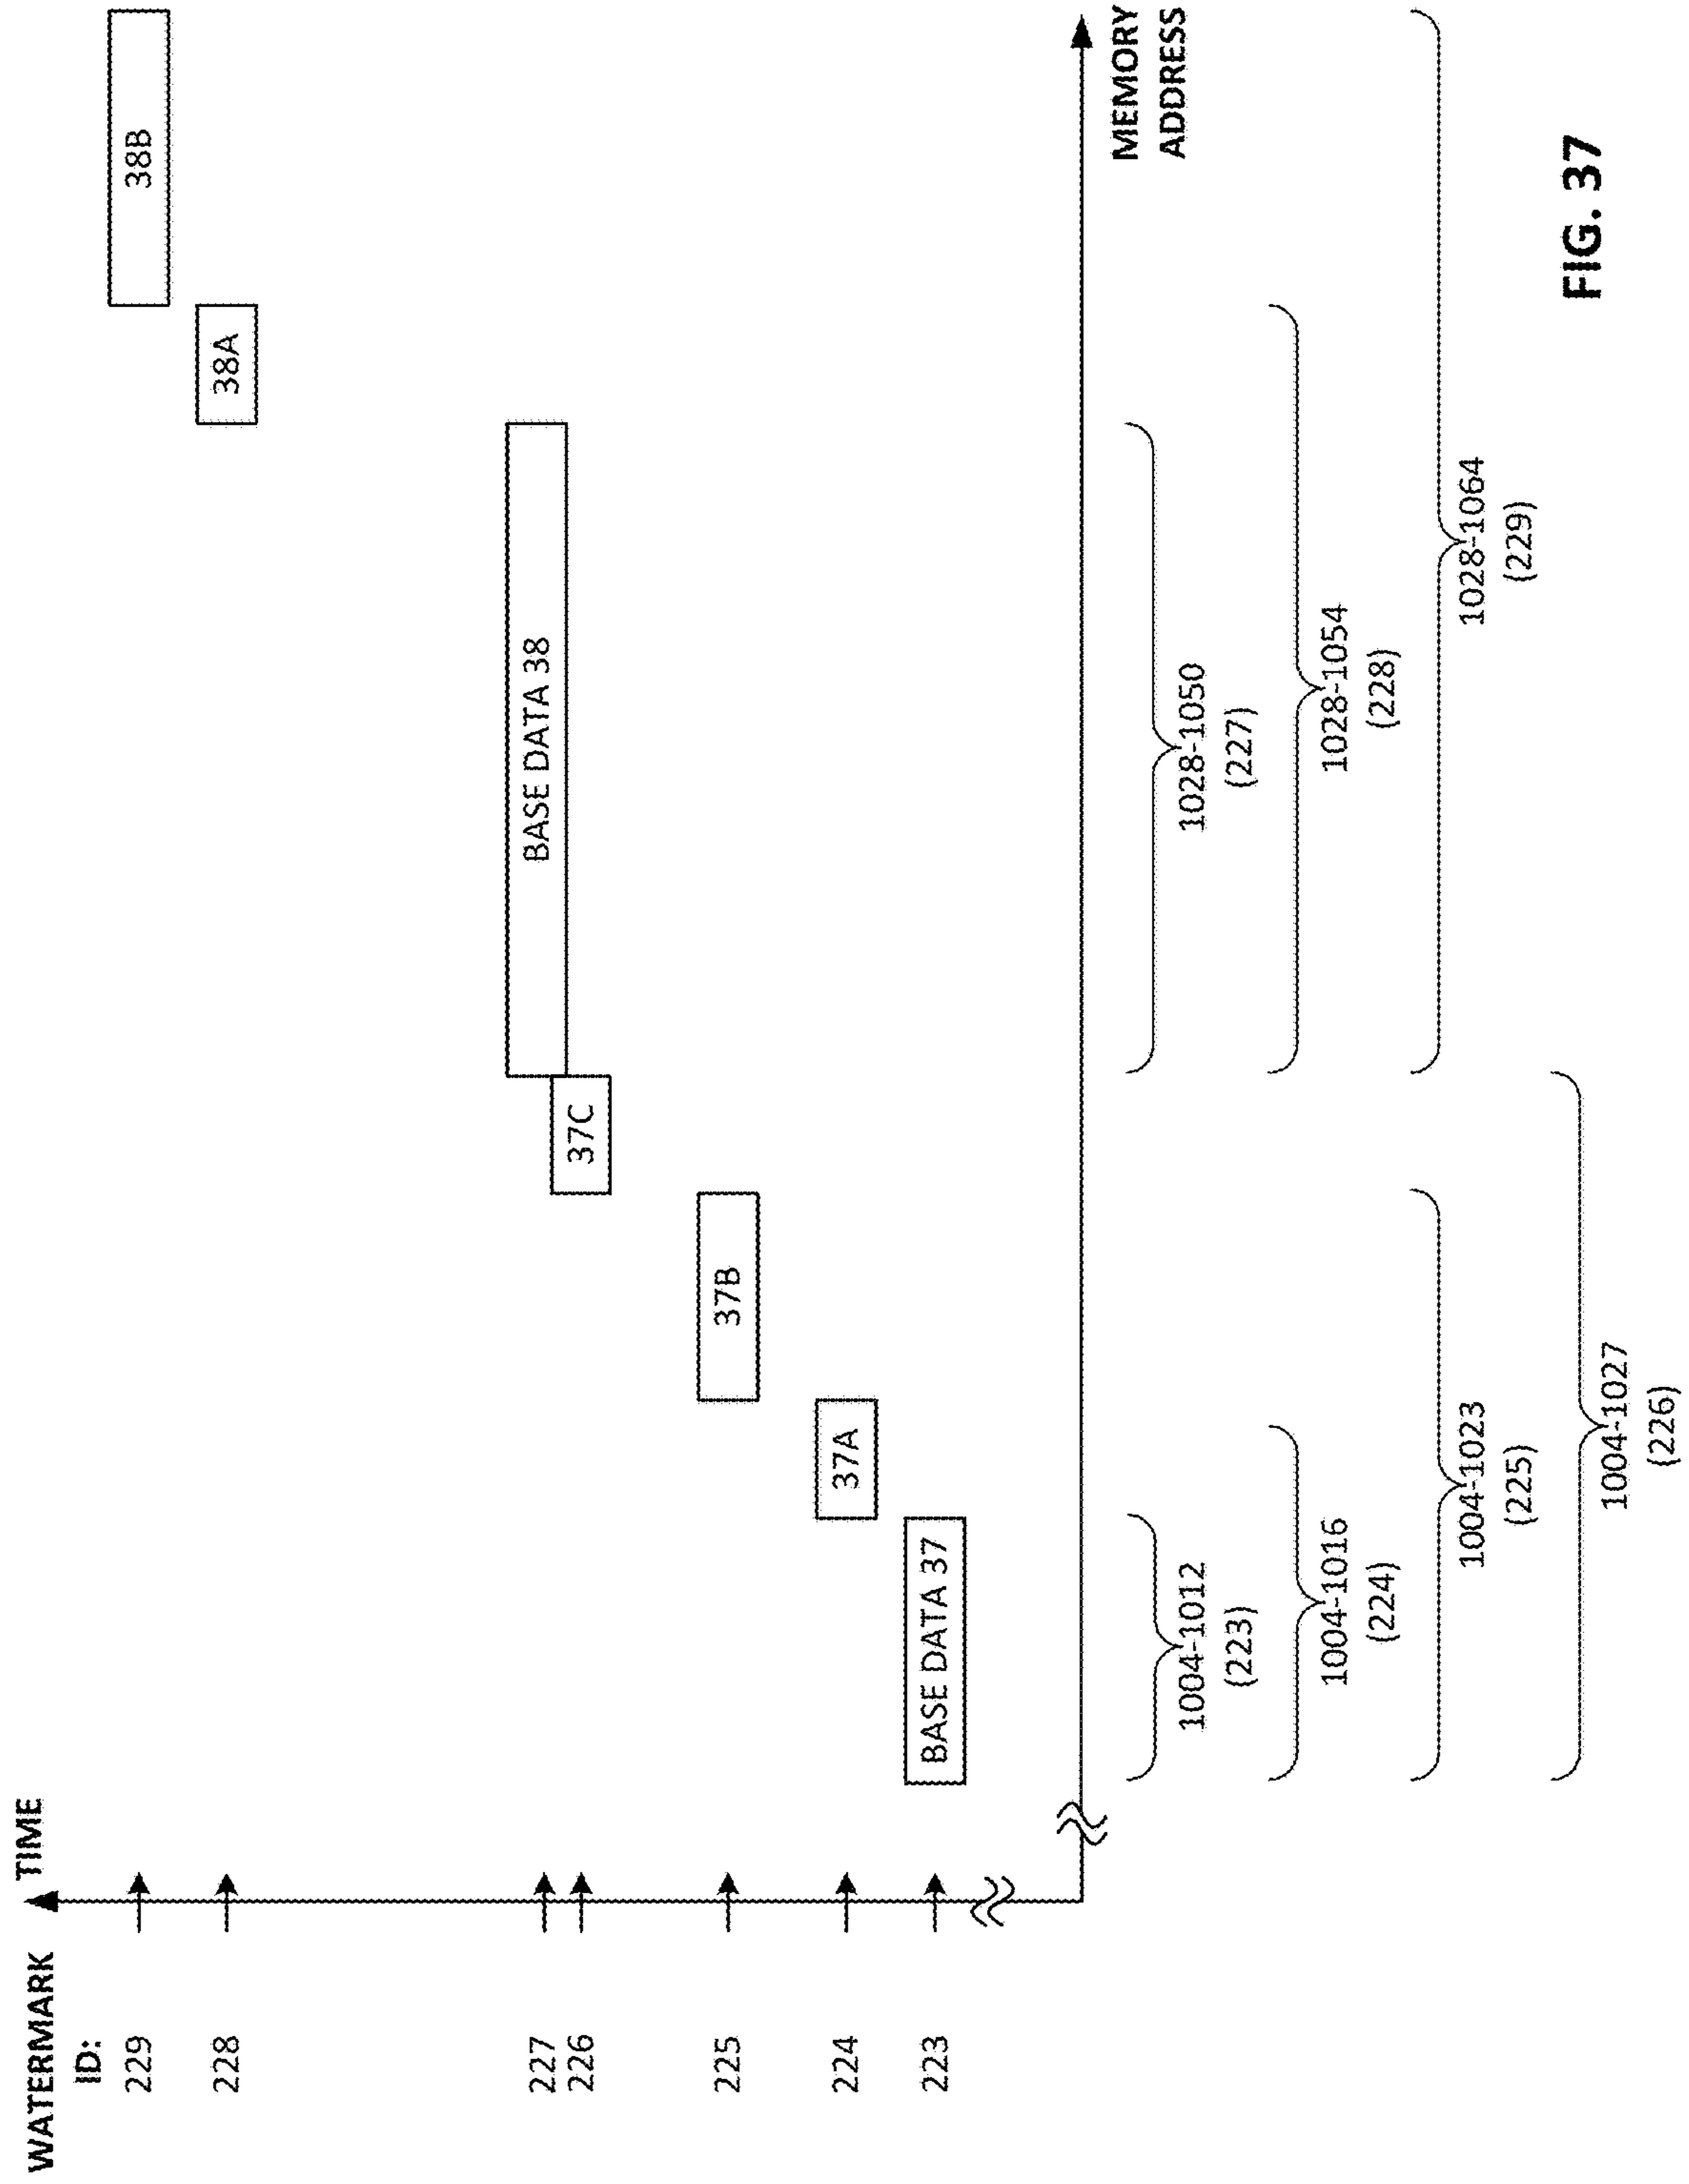 WATERMARK
ID:
TIME
229
38B
228
38A
227
BASE DATA 38
226
37C
225
37B
224
37A
223
BASE DATA 37
MEMORY
ADDRESS
1004-1012
(223)
1028-1050
(227)
1004-1016
(224)
1028-1054
(228)
1004-1023
(225)
1028-1064
(229)
1004-1027
(226)
FIG. 37